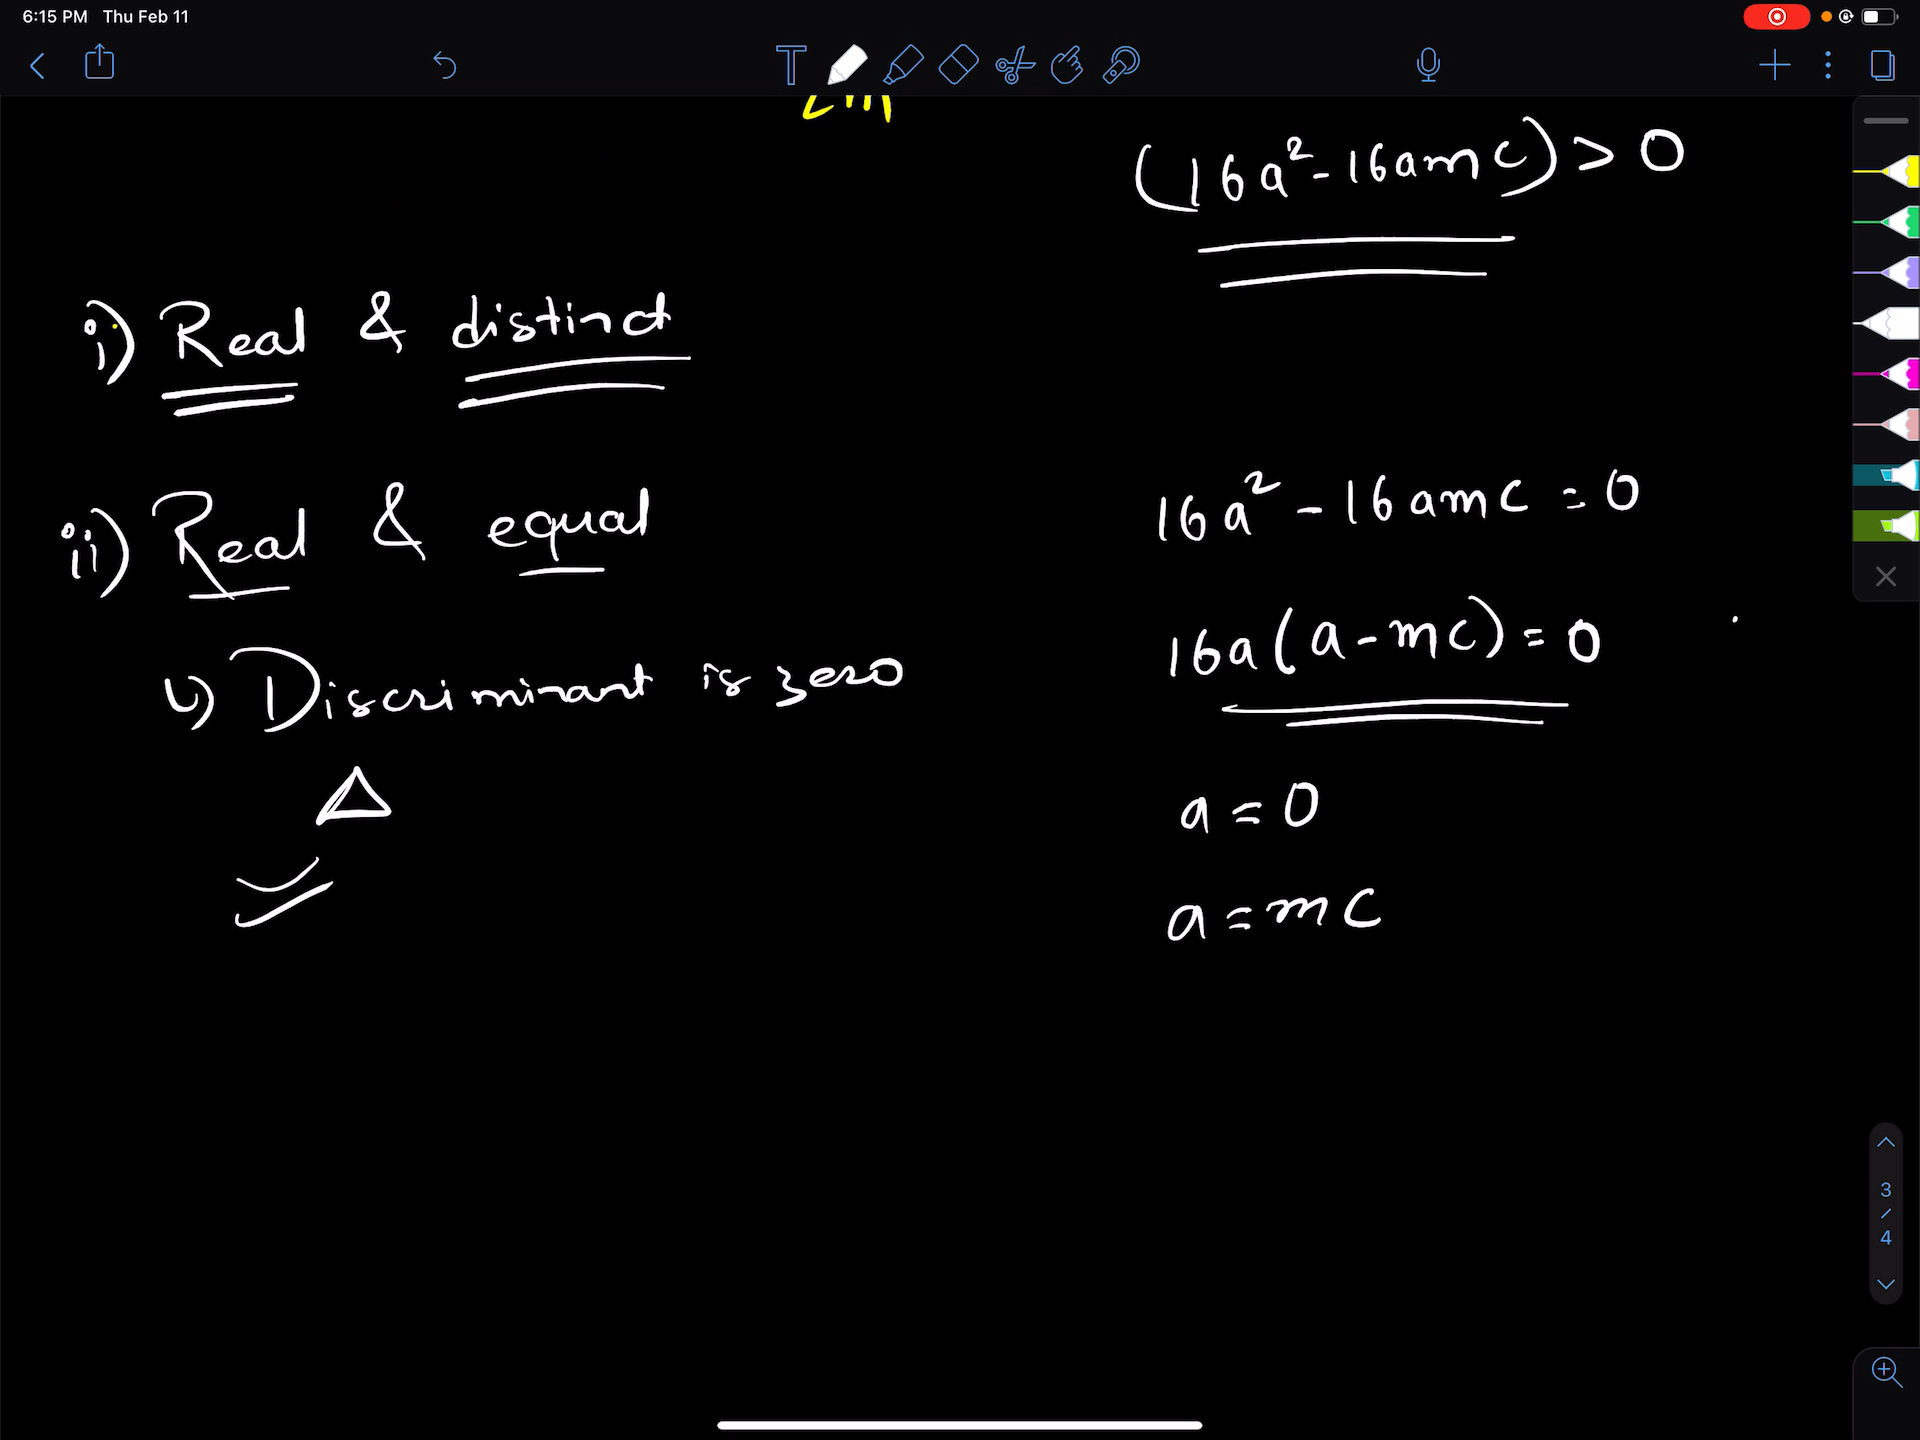 6:15 PM Thu Feb 11
T
2m
(16a² - 16amc) > 0
i) Real & distinct
ii) Real & equal
16a² - 16amc = 0
16a(a - mc) = 0
↳ Discriminant is zero
△
a = 0
a = mc
3
/
4